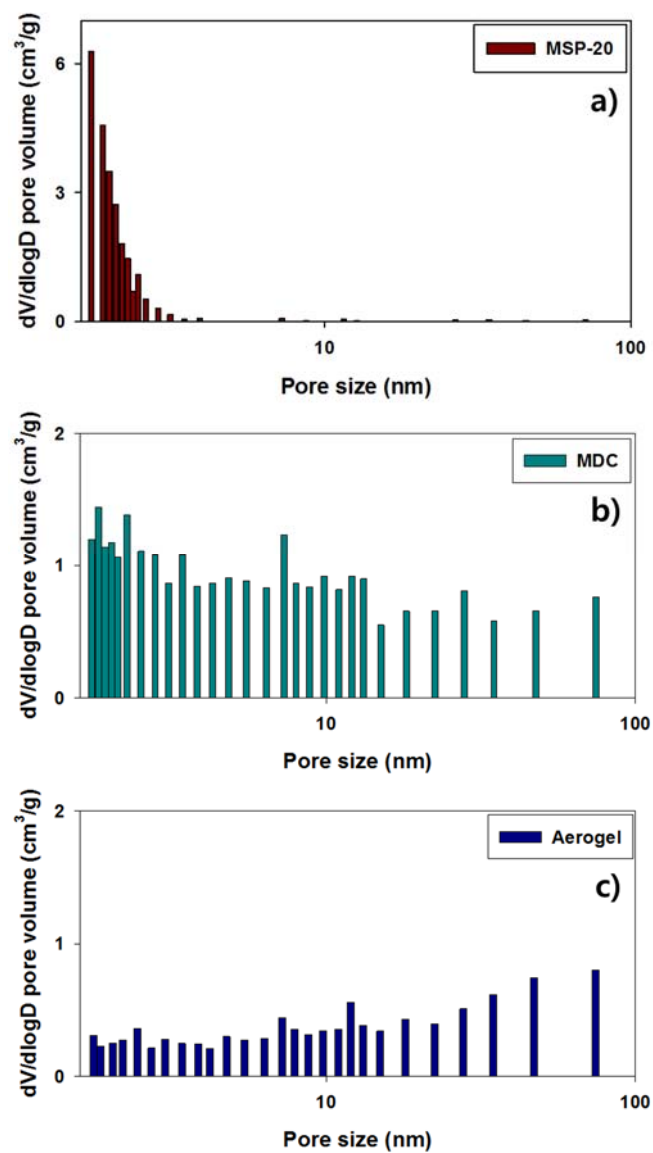 MSP-20
a)
6
3
0
dV/dlogD pore volume (cm³/g)
10
100
Pore size (nm)
MDC
b)
2
1
0
dV/dlogD pore volume (cm³/g)
10
100
Pore size (nm)
Aerogel
c)
2
1
0
dV/dlogD pore volume (cm³/g)
10
100
Pore size (nm)